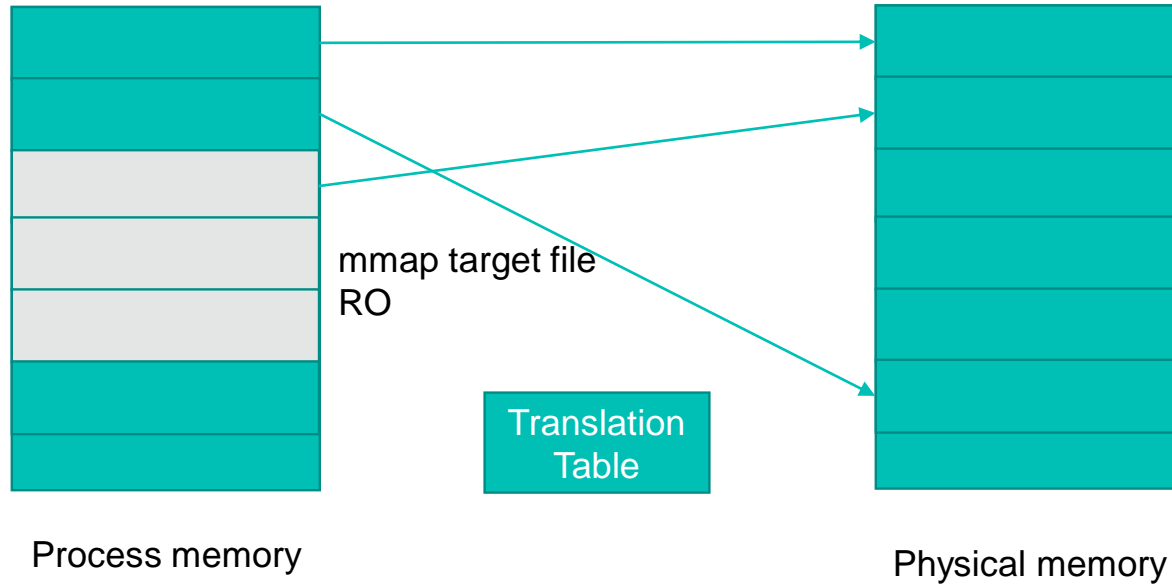 mmap target file
RO
Translation
Table
Process memory
Physical memory